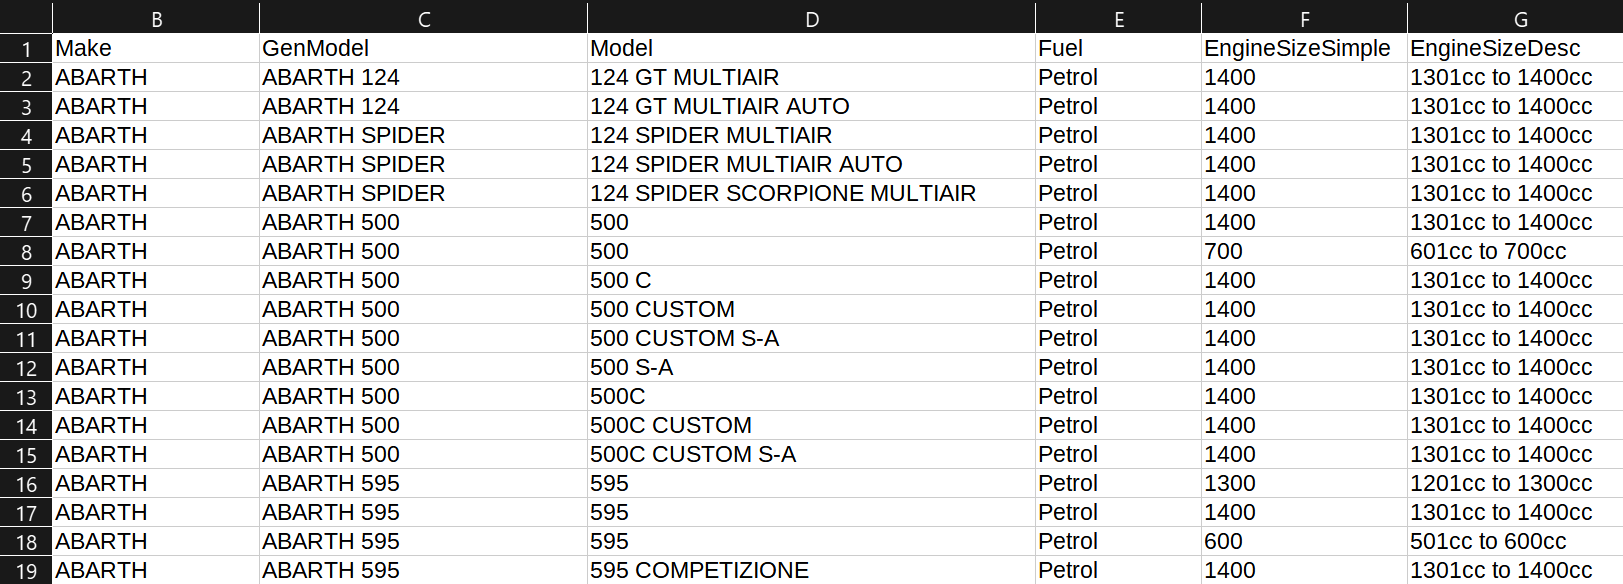 B C D E F G
1 Make GenModel Model Fuel EngineSizeSimple EngineSizeDesc
2 ABARTH ABARTH 124 124 GT MULTIAIR Petrol 1400 1301cc to 1400cc
3 ABARTH ABARTH 124 124 GT MULTIAIR AUTO Petrol 1400 1301cc to 1400cc
4 ABARTH ABARTH SPIDER 124 SPIDER MULTIAIR Petrol 1400 1301cc to 1400cc
5 ABARTH ABARTH SPIDER 124 SPIDER MULTIAIR AUTO Petrol 1400 1301cc to 1400cc
6 ABARTH ABARTH SPIDER 124 SPIDER SCORPIONE MULTIAIR Petrol 1400 1301cc to 1400cc
7 ABARTH ABARTH 500 500 Petrol 1400 1301cc to 1400cc
8 ABARTH ABARTH 500 500 Petrol 700 601cc to 700cc
9 ABARTH ABARTH 500 500 C Petrol 1400 1301cc to 1400cc
10 ABARTH ABARTH 500 500 CUSTOM Petrol 1400 1301cc to 1400cc
11 ABARTH ABARTH 500 500 CUSTOM S-A Petrol 1400 1301cc to 1400cc
12 ABARTH ABARTH 500 500 S-A Petrol 1400 1301cc to 1400cc
13 ABARTH ABARTH 500 500C Petrol 1400 1301cc to 1400cc
14 ABARTH ABARTH 500 500C CUSTOM Petrol 1400 1301cc to 1400cc
15 ABARTH ABARTH 500 500C CUSTOM S-A Petrol 1400 1301cc to 1400cc
16 ABARTH ABARTH 595 595 Petrol 1300 1201cc to 1300cc
17 ABARTH ABARTH 595 595 Petrol 1400 1301cc to 1400cc
18 ABARTH ABARTH 595 595 Petrol 600 501cc to 600cc
19 ABARTH ABARTH 595 595 COMPETIZIONE Petrol 1400 1301cc to 1400cc